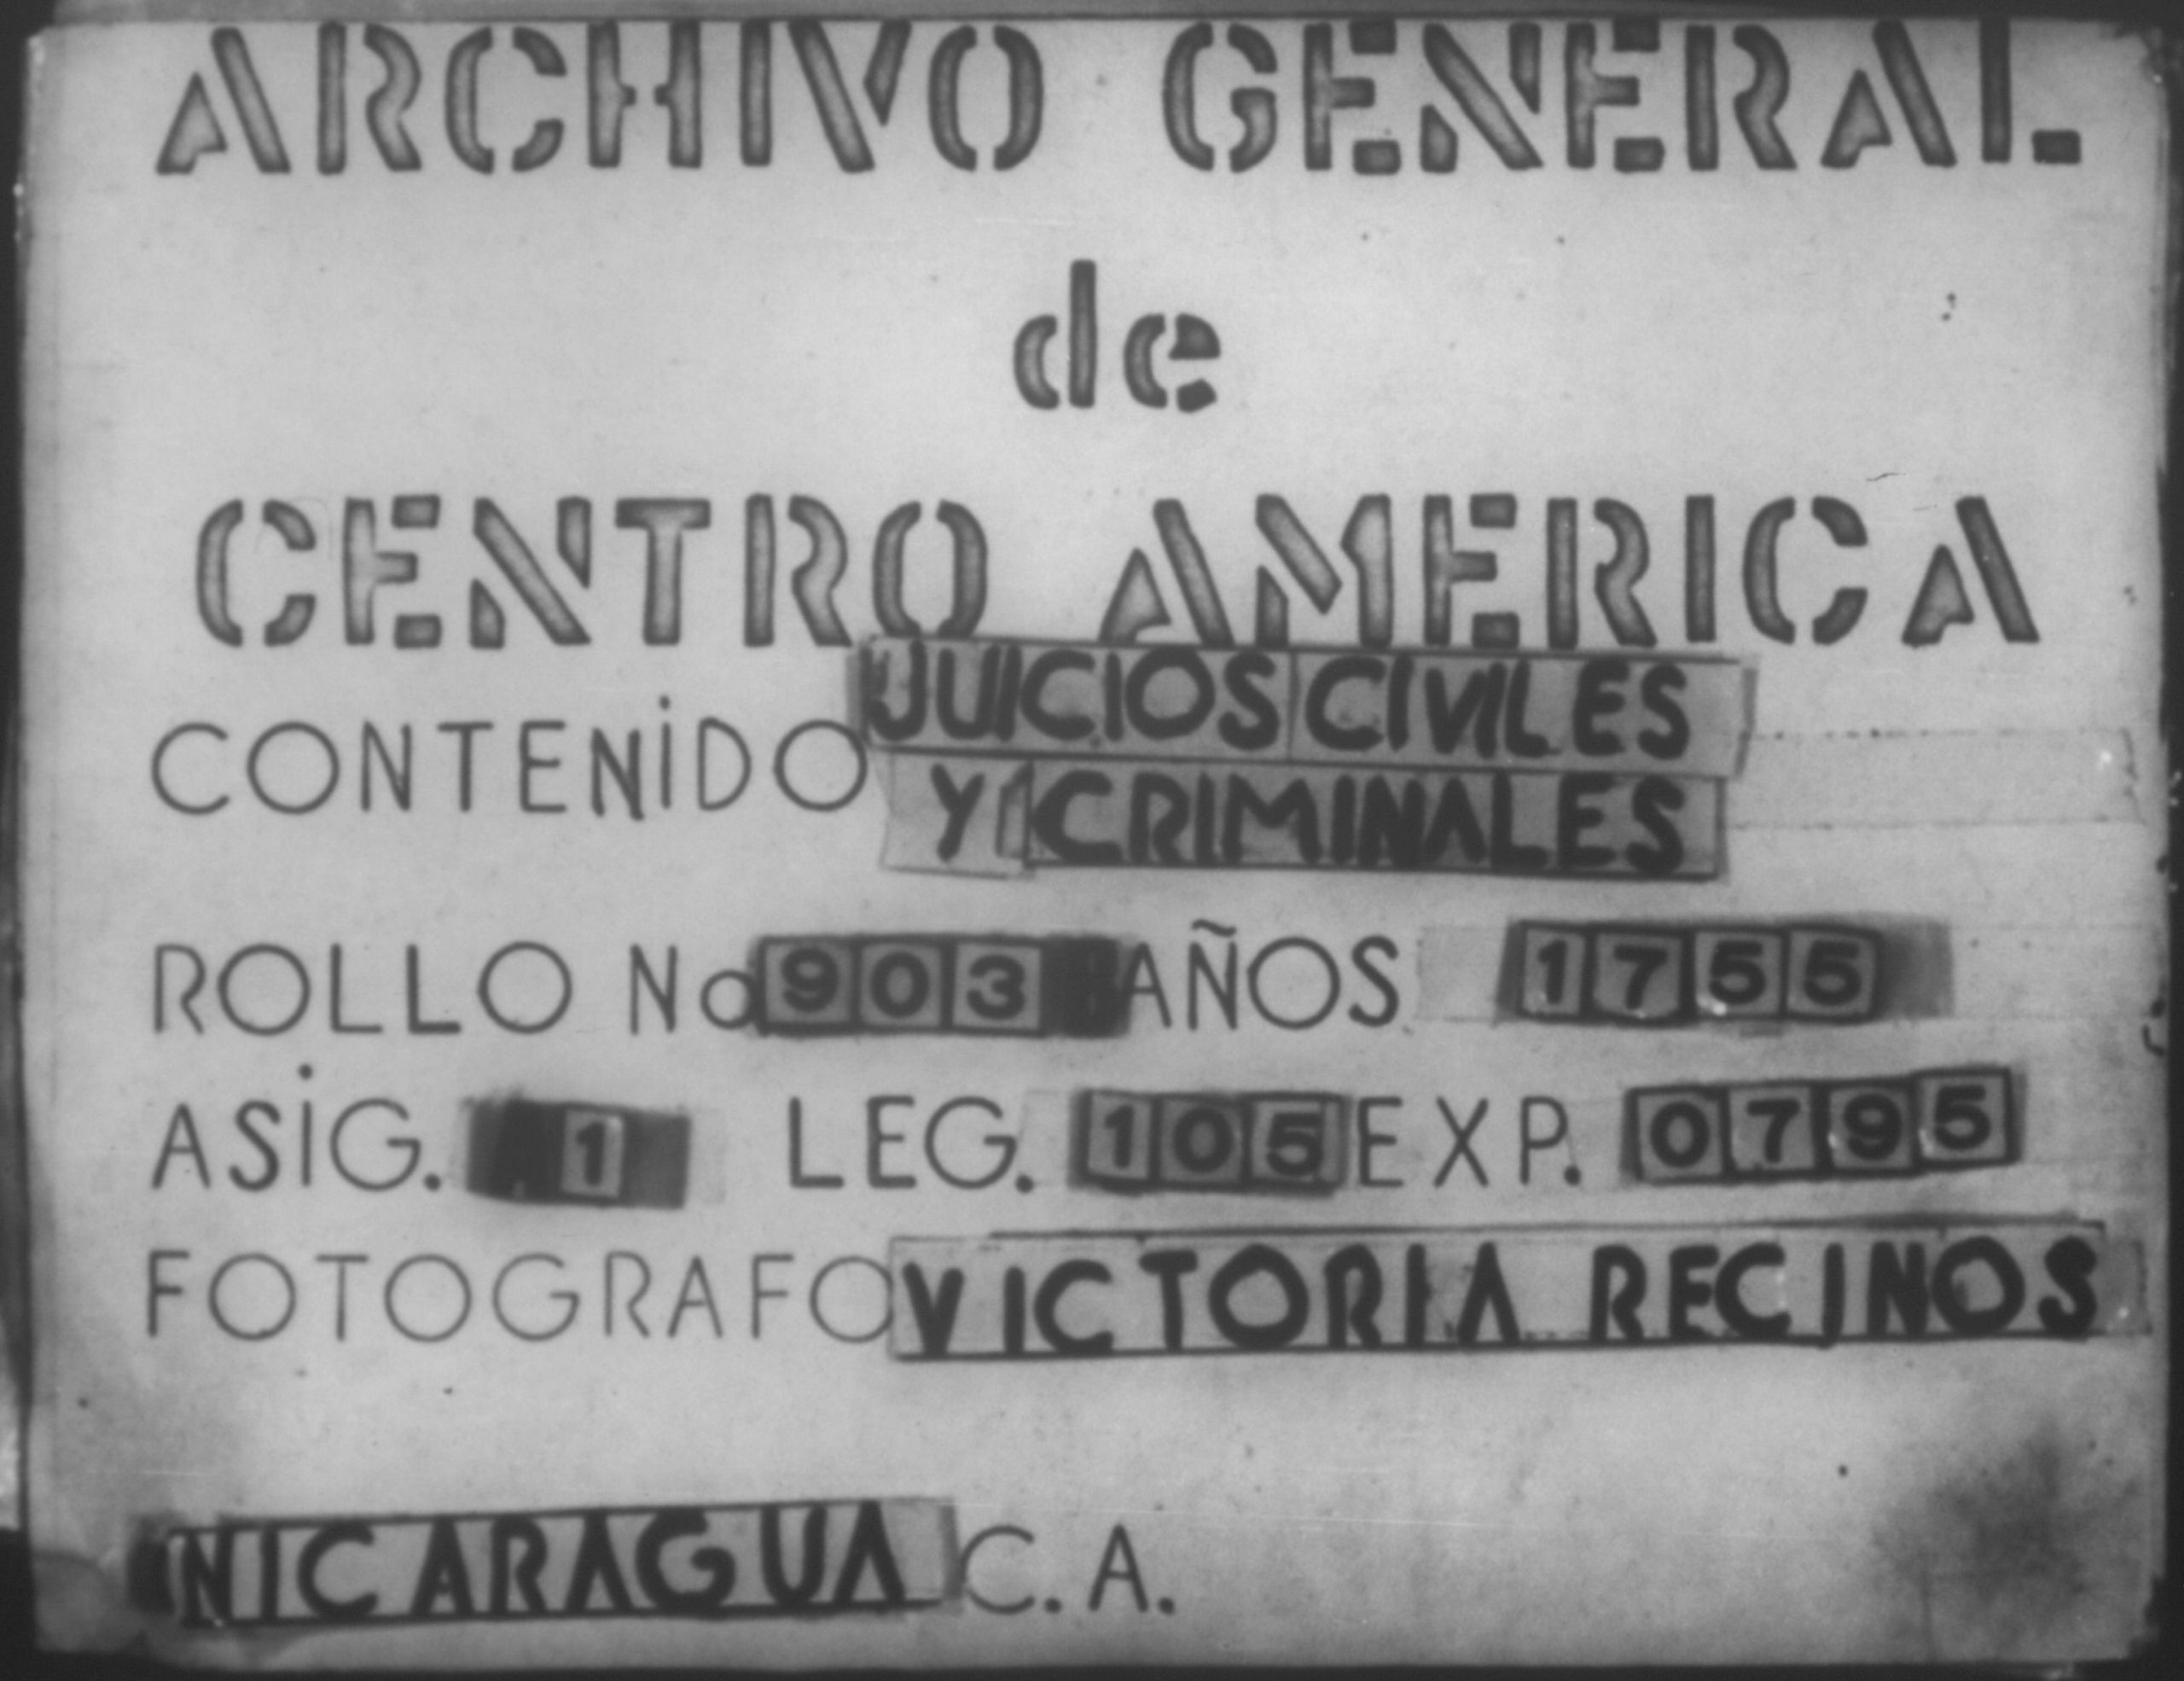 ARCHIVO GENERAL
de
CENTRO AMERICA
CONTENIDO JUICIOS CIVILES
Y CRIMINALES
ROLLO No 903 AÑOS 1755
ASIG. 1 LEG. 105 EXP. 0795
FOTOGRAFO VICTORIA RECINOS
NICARAGUA C. A.